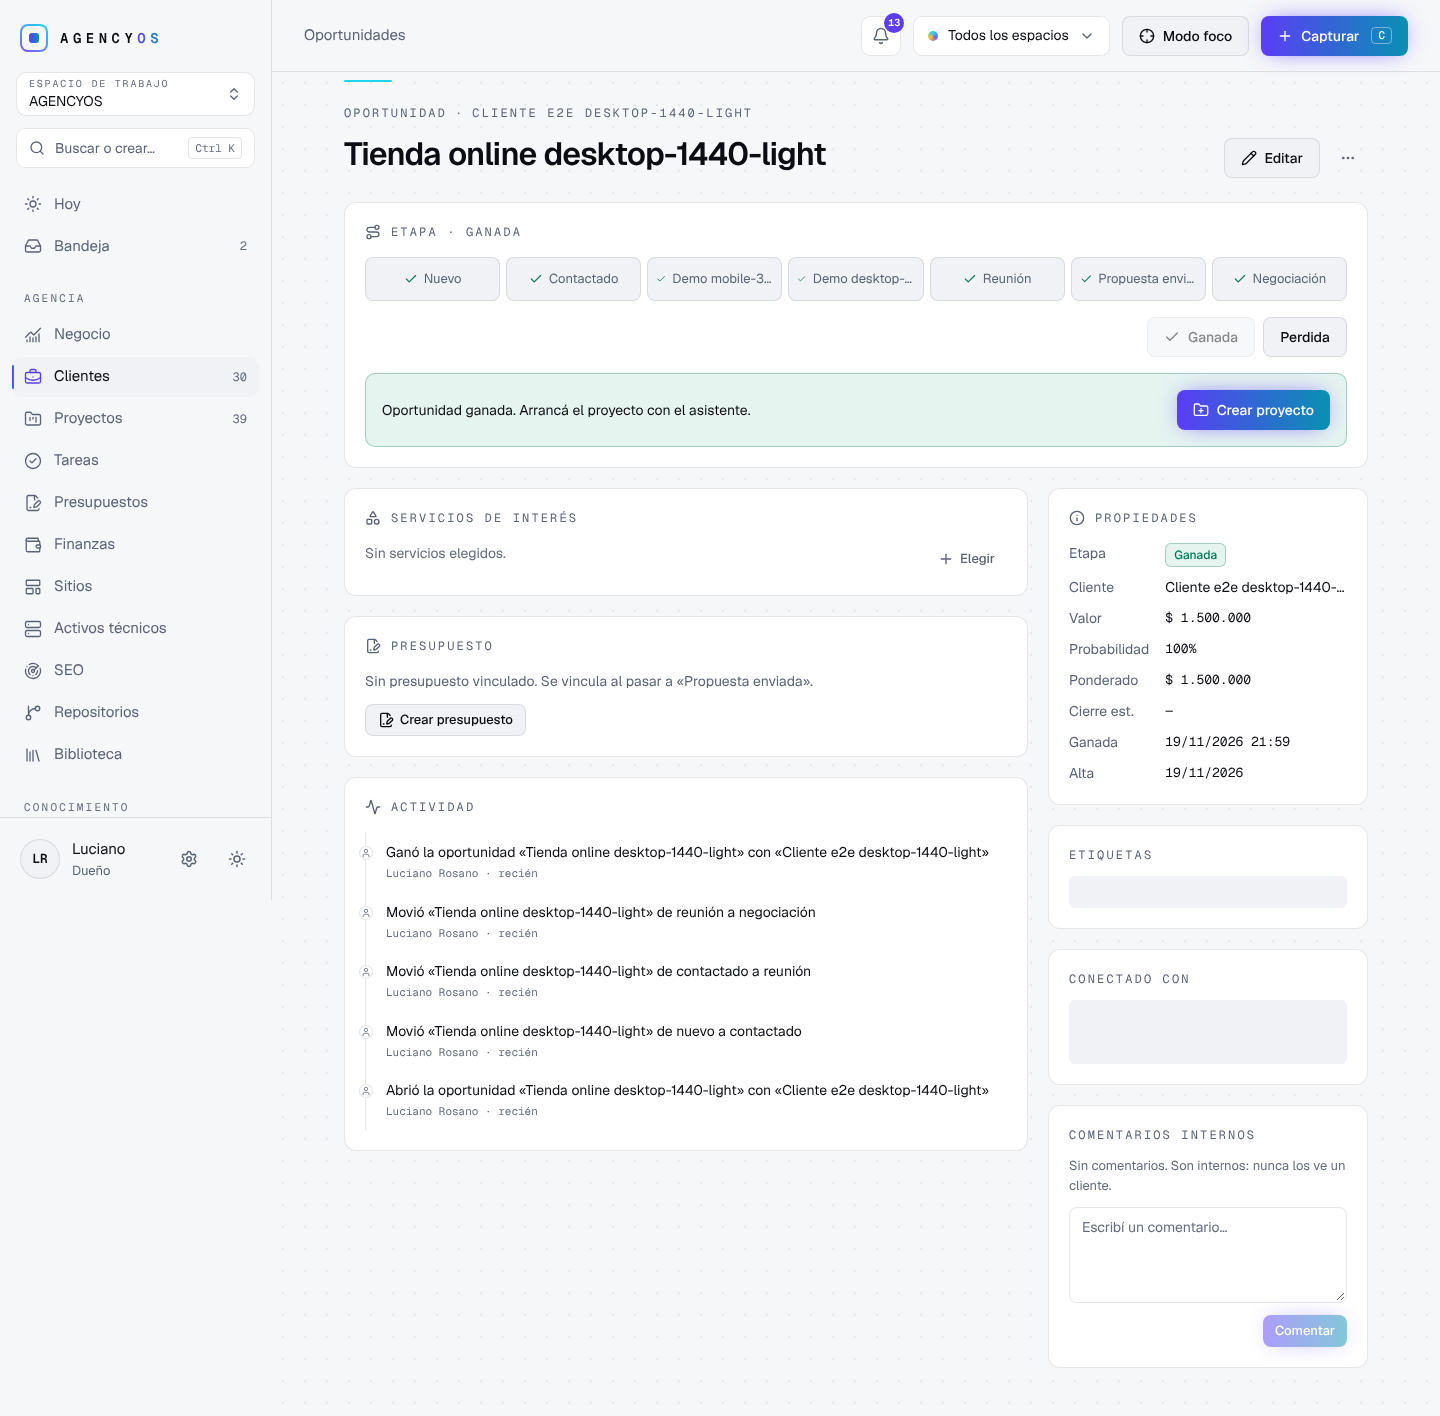 AGENCYOS
ESPACIO DE TRABAJO
AGENCYOS
Buscar o crear…
Ctrl K
Hoy
Bandeja
2
AGENCIA
Negocio
Clientes
30
Proyectos
39
Tareas
Presupuestos
Finanzas
Sitios
Activos técnicos
SEO
Repositorios
Biblioteca
CONOCIMIENTO
LR
Luciano
Dueño
Oportunidades
13
Todos los espacios
Modo foco
Capturar
C
OPORTUNIDAD · CLIENTE E2E DESKTOP-1440-LIGHT
Tienda online desktop-1440-light
Editar
ETAPA · GANADA
Nuevo
Contactado
Demo mobile-3…
Demo desktop-…
Reunión
Propuesta envi…
Negociación
Ganada
Perdida
Oportunidad ganada. Arrancá el proyecto con el asistente.
Crear proyecto
SERVICIOS DE INTERÉS
Sin servicios elegidos.
Elegir
PRESUPUESTO
Sin presupuesto vinculado. Se vincula al pasar a «Propuesta enviada».
Crear presupuesto
ACTIVIDAD
Ganó la oportunidad «Tienda online desktop-1440-light» con «Cliente e2e desktop-1440-light»
Luciano Rosano · recién
Movió «Tienda online desktop-1440-light» de reunión a negociación
Luciano Rosano · recién
Movió «Tienda online desktop-1440-light» de contactado a reunión
Luciano Rosano · recién
Movió «Tienda online desktop-1440-light» de nuevo a contactado
Luciano Rosano · recién
Abrió la oportunidad «Tienda online desktop-1440-light» con «Cliente e2e desktop-1440-light»
Luciano Rosano · recién
PROPIEDADES
Etapa
Ganada
Cliente
Cliente e2e desktop-1440-…
Valor
$ 1.500.000
Probabilidad
100%
Ponderado
$ 1.500.000
Cierre est.
—
Ganada
19/11/2026 21:59
Alta
19/11/2026
ETIQUETAS
CONECTADO CON
COMENTARIOS INTERNOS
Sin comentarios. Son internos: nunca los ve un
cliente.
Escribí un comentario…
Comentar